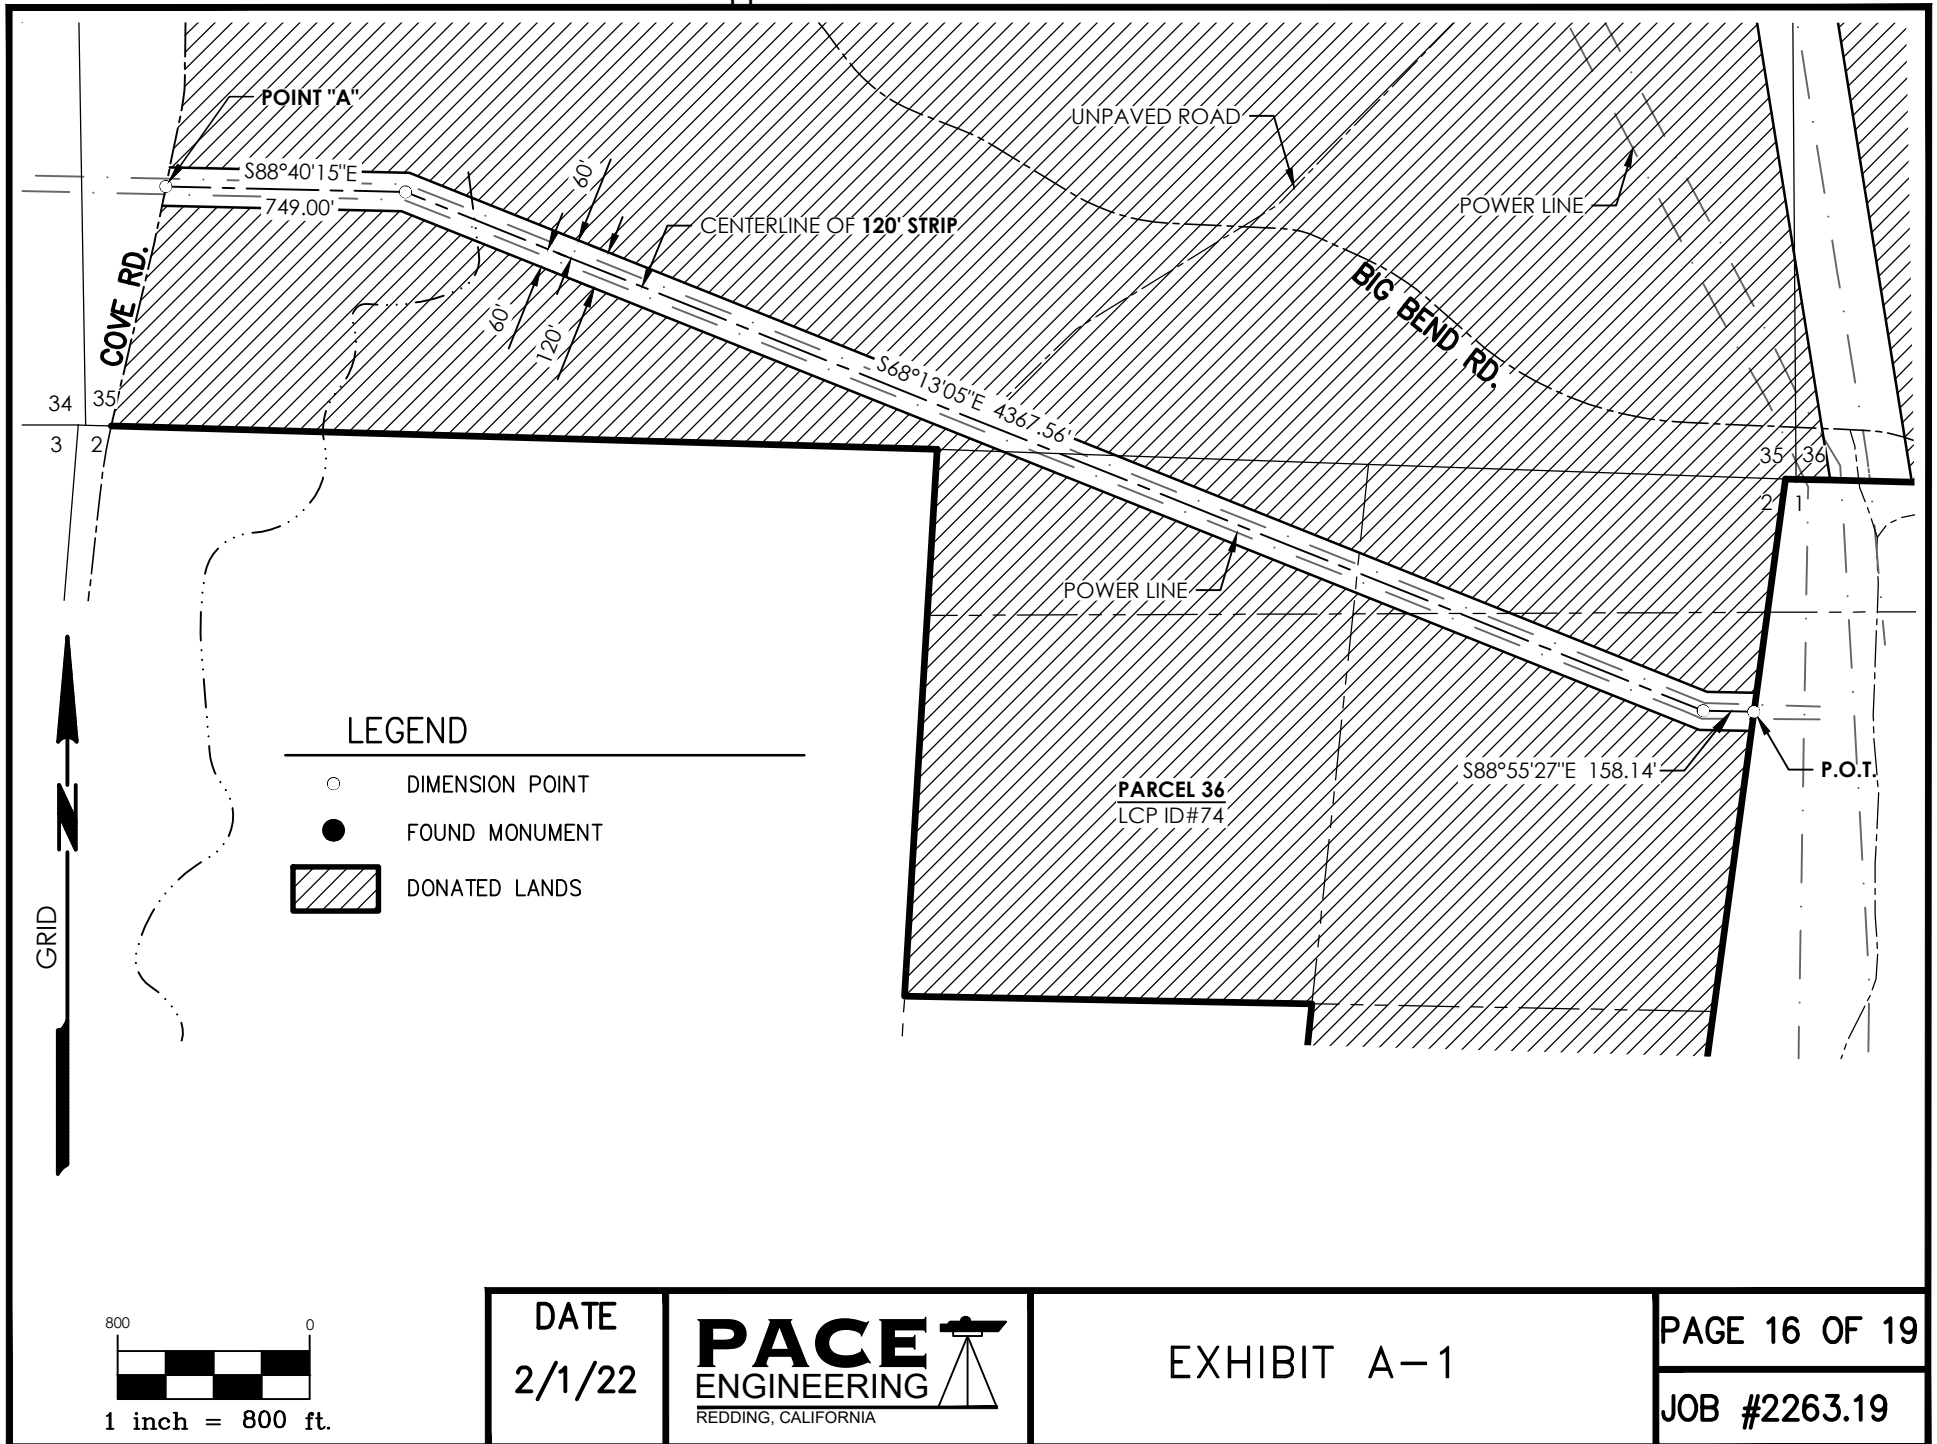 POINT "A"
UNPAVED ROAD
S88°40'15"E
749.00'
60'
POWER LINE
CENTERLINE OF 120' STRIP
COVE RD.
60'
120'
BIG BEND RD.
S68°13'05"E 4367.56'
34 35
3 2
35 36
2 1
POWER LINE
LEGEND
DIMENSION POINT
FOUND MONUMENT
DONATED LANDS
S88°55'27"E 158.14'
P.O.T.
PARCEL 36
LCP ID#74
N
GRID
800 0
1 inch = 800 ft.
DATE
2/1/22
PACE
ENGINEERING
REDDING, CALIFORNIA
EXHIBIT A-1
PAGE 16 OF 19
JOB #2263.19